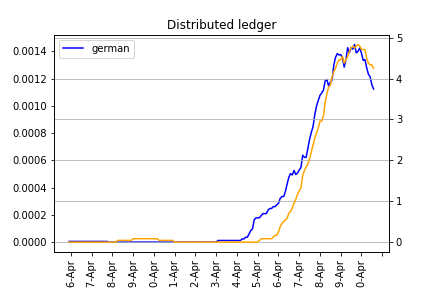 Distributed ledger
german
0.0014
0.0012
0.0010
0.0008
0.0006
0.0004
0.0002
0.0000
5
4
3
2
1
0
6-Apr
7-Apr
8-Apr
9-Apr
0-Apr
1-Apr
2-Apr
3-Apr
4-Apr
5-Apr
6-Apr
7-Apr
8-Apr
9-Apr
0-Apr